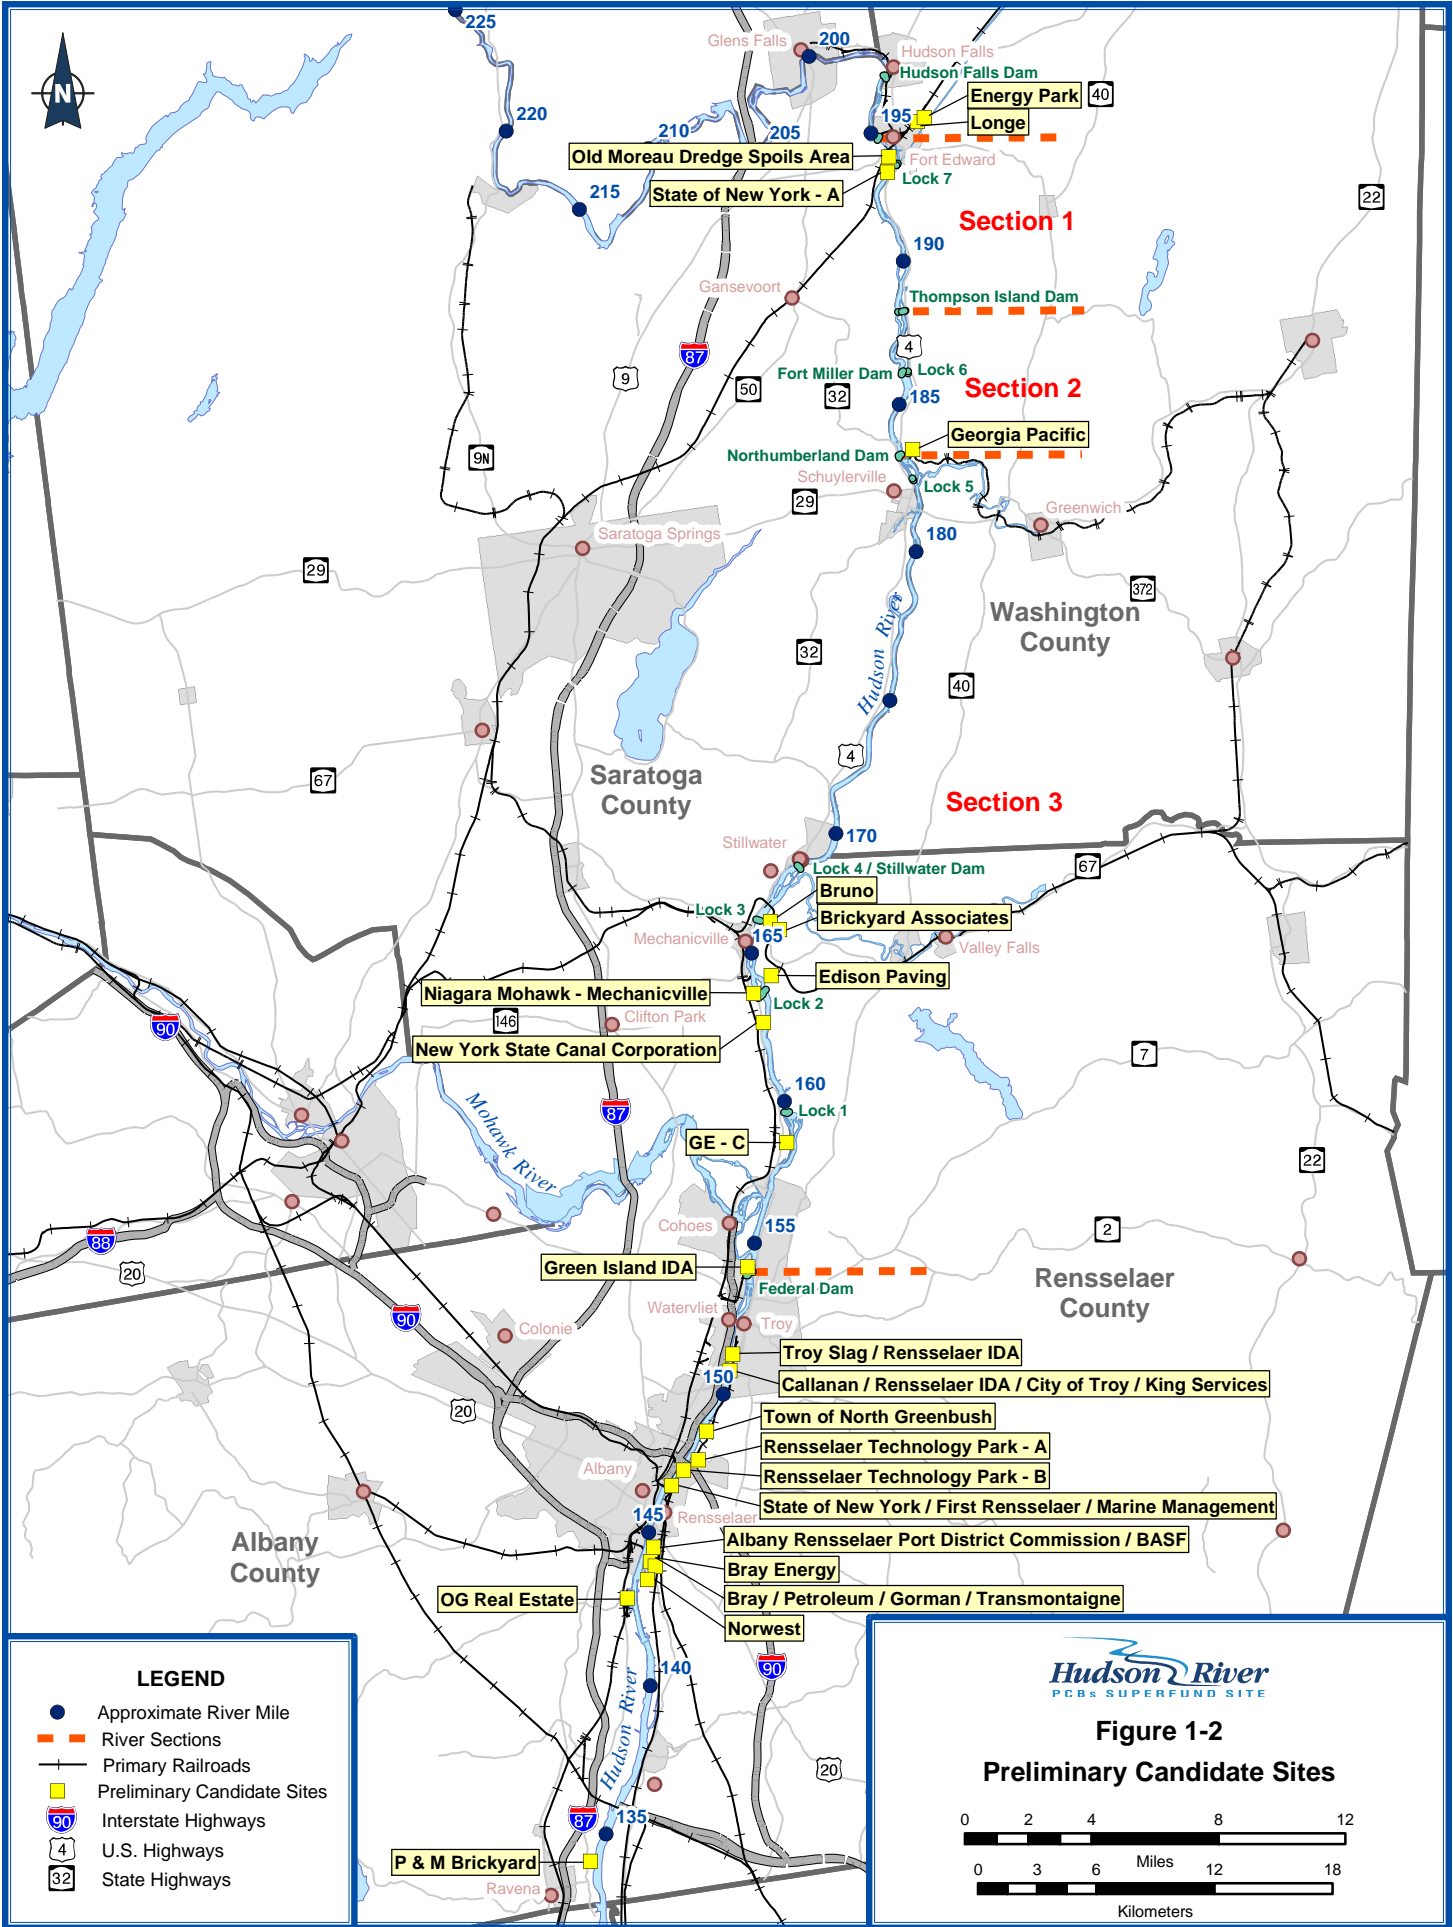 225
Glens Falls
200
Hudson Falls
Hudson Falls Dam
N
Energy Park
40
220
210
205
195
Longe
Old Moreau Dredge Spoils Area
Fort Edward
Lock 7
State of New York - A
215
22
Section 1
190
Gansevoort
Thompson Island Dam
87
4
9
50
32
Fort Miller Dam
Lock 6
Section 2
185
Georgia Pacific
9N
Northumberland Dam
Schuylerville
Lock 5
29
Greenwich
Saratoga Springs
180
29
372
Washington
County
32
Hudson River
40
4
67
Saratoga
County
Section 3
Stillwater
170
Lock 4 / Stillwater Dam
67
Bruno
Lock 3
Brickyard Associates
Mechanicville
165
Valley Falls
Edison Paving
Niagara Mohawk - Mechanicville
Lock 2
90
146
Clifton Park
New York State Canal Corporation
7
160
Lock 1
Mohawk River
87
GE - C
22
Cohoes
155
2
88
20
Green Island IDA
Federal Dam
Rensselaer
County
90
Watervliet
Troy
Colonie
Troy Slag / Rensselaer IDA
150
Callanan / Rensselaer IDA / City of Troy / King Services
20
Town of North Greenbush
Rensselaer Technology Park - A
Albany
Rensselaer Technology Park - B
State of New York / First Rensselaer / Marine Management
145
Rensselaer
Albany
County
Albany Rensselaer Port District Commission / BASF
Bray Energy
OG Real Estate
Bray / Petroleum / Gorman / Transmontaigne
Norwest
90
140
Hudson River
20
87
135
P & M Brickyard
Ravena
LEGEND
Approximate River Mile
River Sections
Primary Railroads
Preliminary Candidate Sites
90
Interstate Highways
4
U.S. Highways
32
State Highways
Hudson River
PCBs SUPERFUND SITE
Figure 1-2
Preliminary Candidate Sites
0 2 4 8 12
Miles
0 3 6 12 18
Kilometers